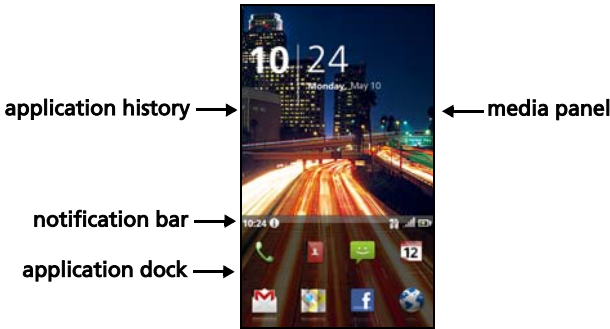 10 24
Monday, May 10
application history
media panel
notification bar
10:24
application dock
12
f